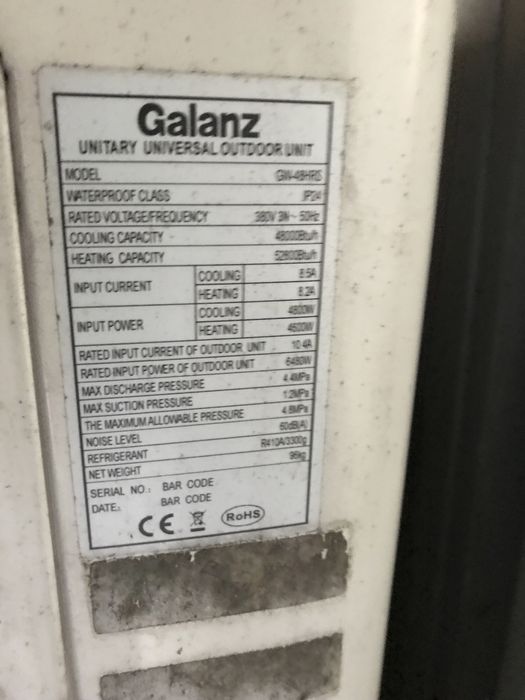 Galanz
UNITARY UNIVERSAL OUTDOOR UNIT
MODEL GW-48HRS
WATERPROOF CLASS IP24
RATED VOLTAGE/FREQUENCY 380V 3N~ 50Hz
COOLING CAPACITY 48000Btu/h
HEATING CAPACITY 52800Btu/h
INPUT CURRENT COOLING 8.5A
HEATING 8.2A
INPUT POWER COOLING 4800W
HEATING 4600W
RATED INPUT CURRENT OF OUTDOOR UNIT 10.4A
RATED INPUT POWER OF OUTDOOR UNIT 6480W
MAX DISCHARGE PRESSURE 4.4MPa
MAX SUCTION PRESSURE 1.2MPa
THE MAXIMUM ALLOWABLE PRESSURE 4.8MPa
NOISE LEVEL 60dB(A)
REFRIGERANT R410A/3300g
NET WEIGHT
SERIAL NO.: BAR CODE
DATE: BAR CODE
CE RoHS